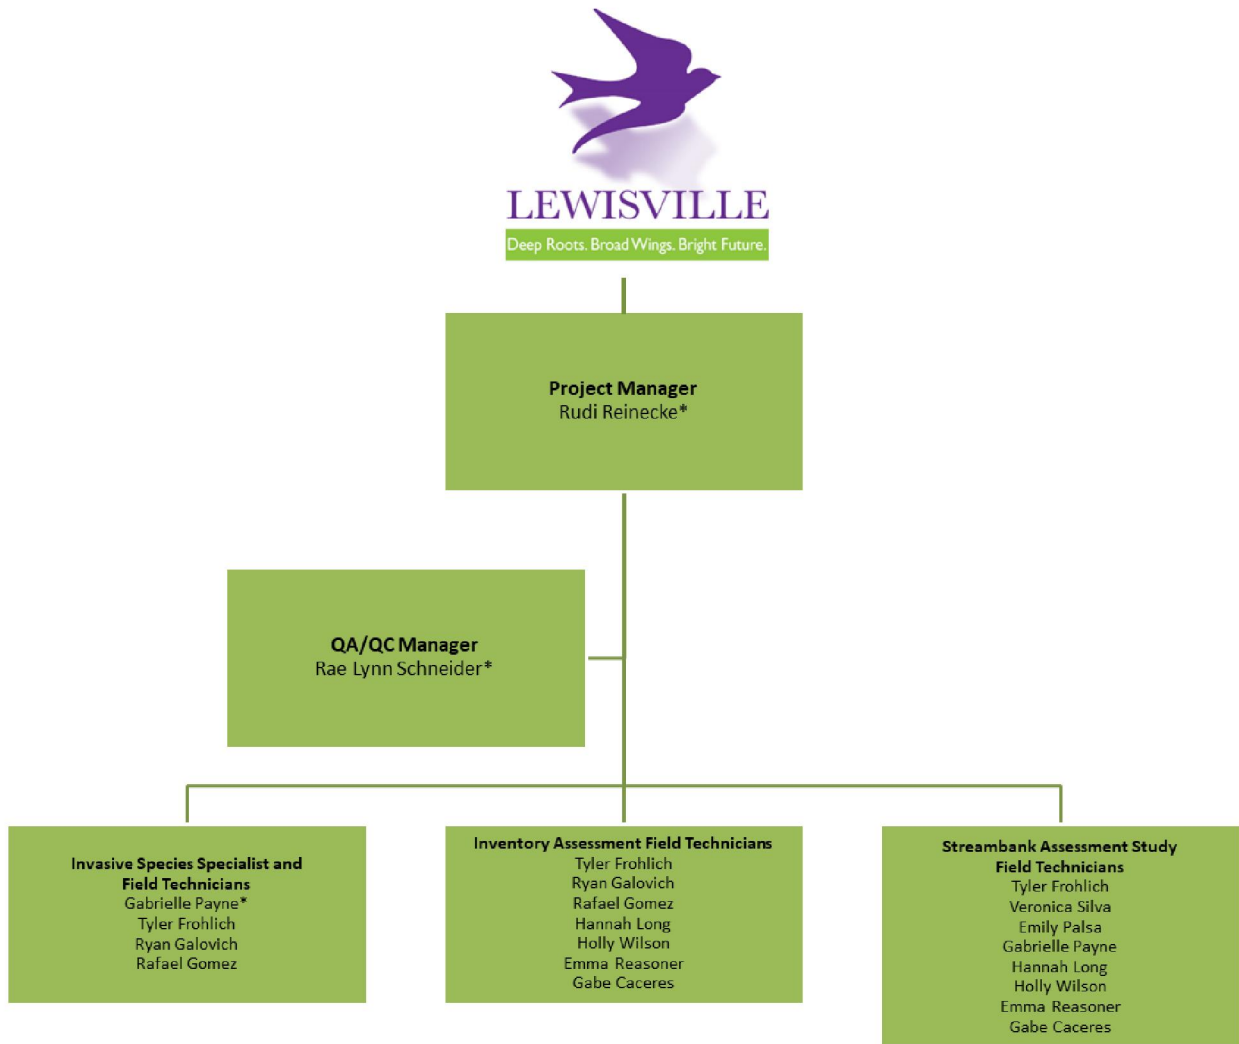 LEWISVILLE
Deep Roots. Broad Wings. Bright Future.
Project Manager
Rudi Reinecke*
QA/QC Manager
Rae Lynn Schneider*
Invasive Species Specialist and
Field Technicians
Gabrielle Payne*
Tyler Frohlich
Ryan Galovich
Rafael Gomez
Inventory Assessment Field Technicians
Tyler Frohlich
Ryan Galovich
Rafael Gomez
Hannah Long
Holly Wilson
Emma Reasoner
Gabe Caceres
Streambank Assessment Study
Field Technicians
Tyler Frohlich
Veronica Silva
Emily Palsa
Gabrielle Payne
Hannah Long
Holly Wilson
Emma Reasoner
Gabe Caceres